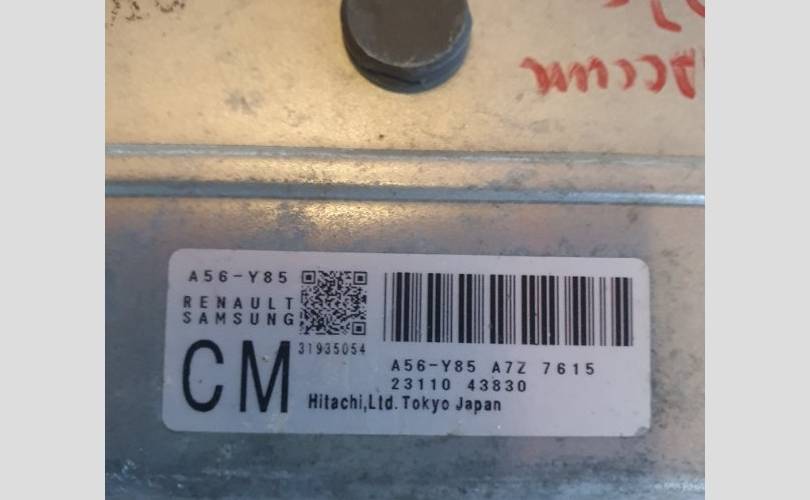 A56-Y85
RENAULT
SAMSUNG
31935054
CM
A56-Y85 A7Z 7615
23110 43830
Hitachi,Ltd.Tokyo Japan